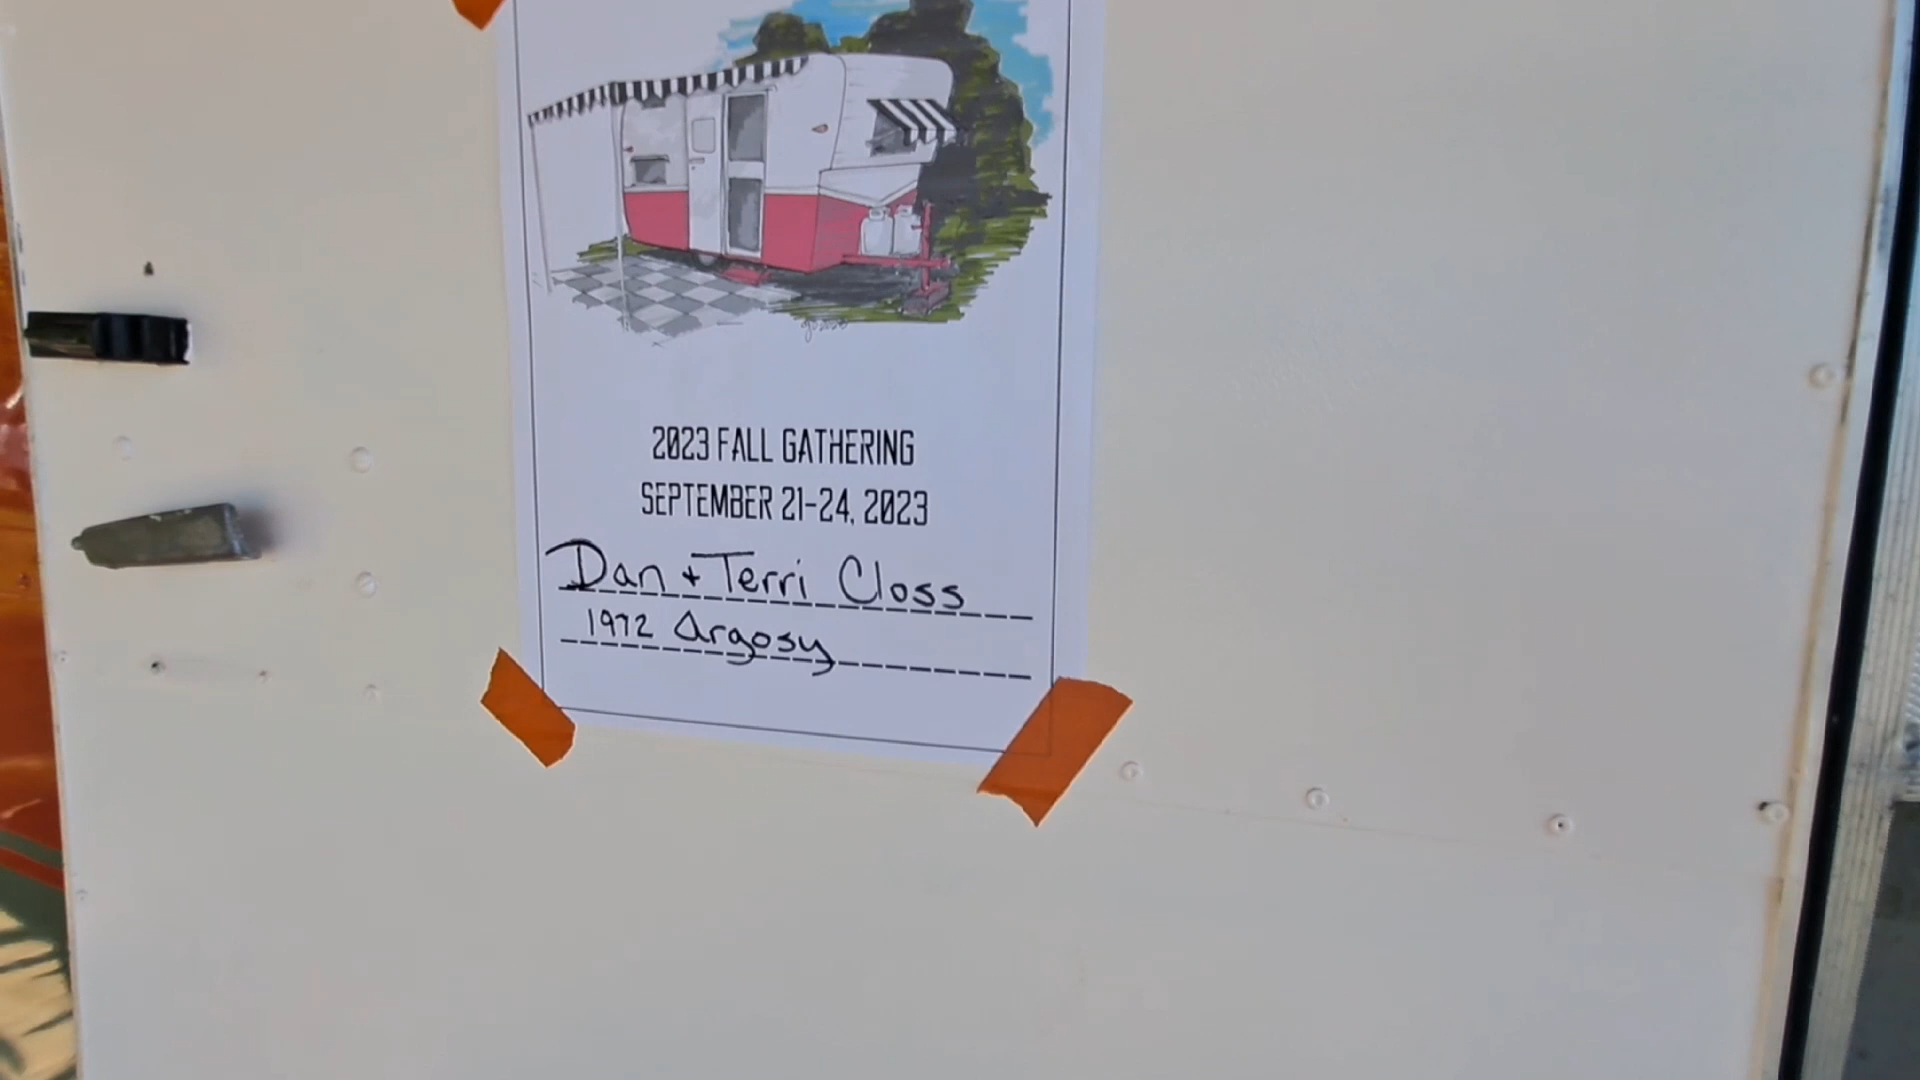 2023 FALL GATHERING
SEPTEMBER 21-24, 2023
Dan + Terri Closs
1972 Argosy